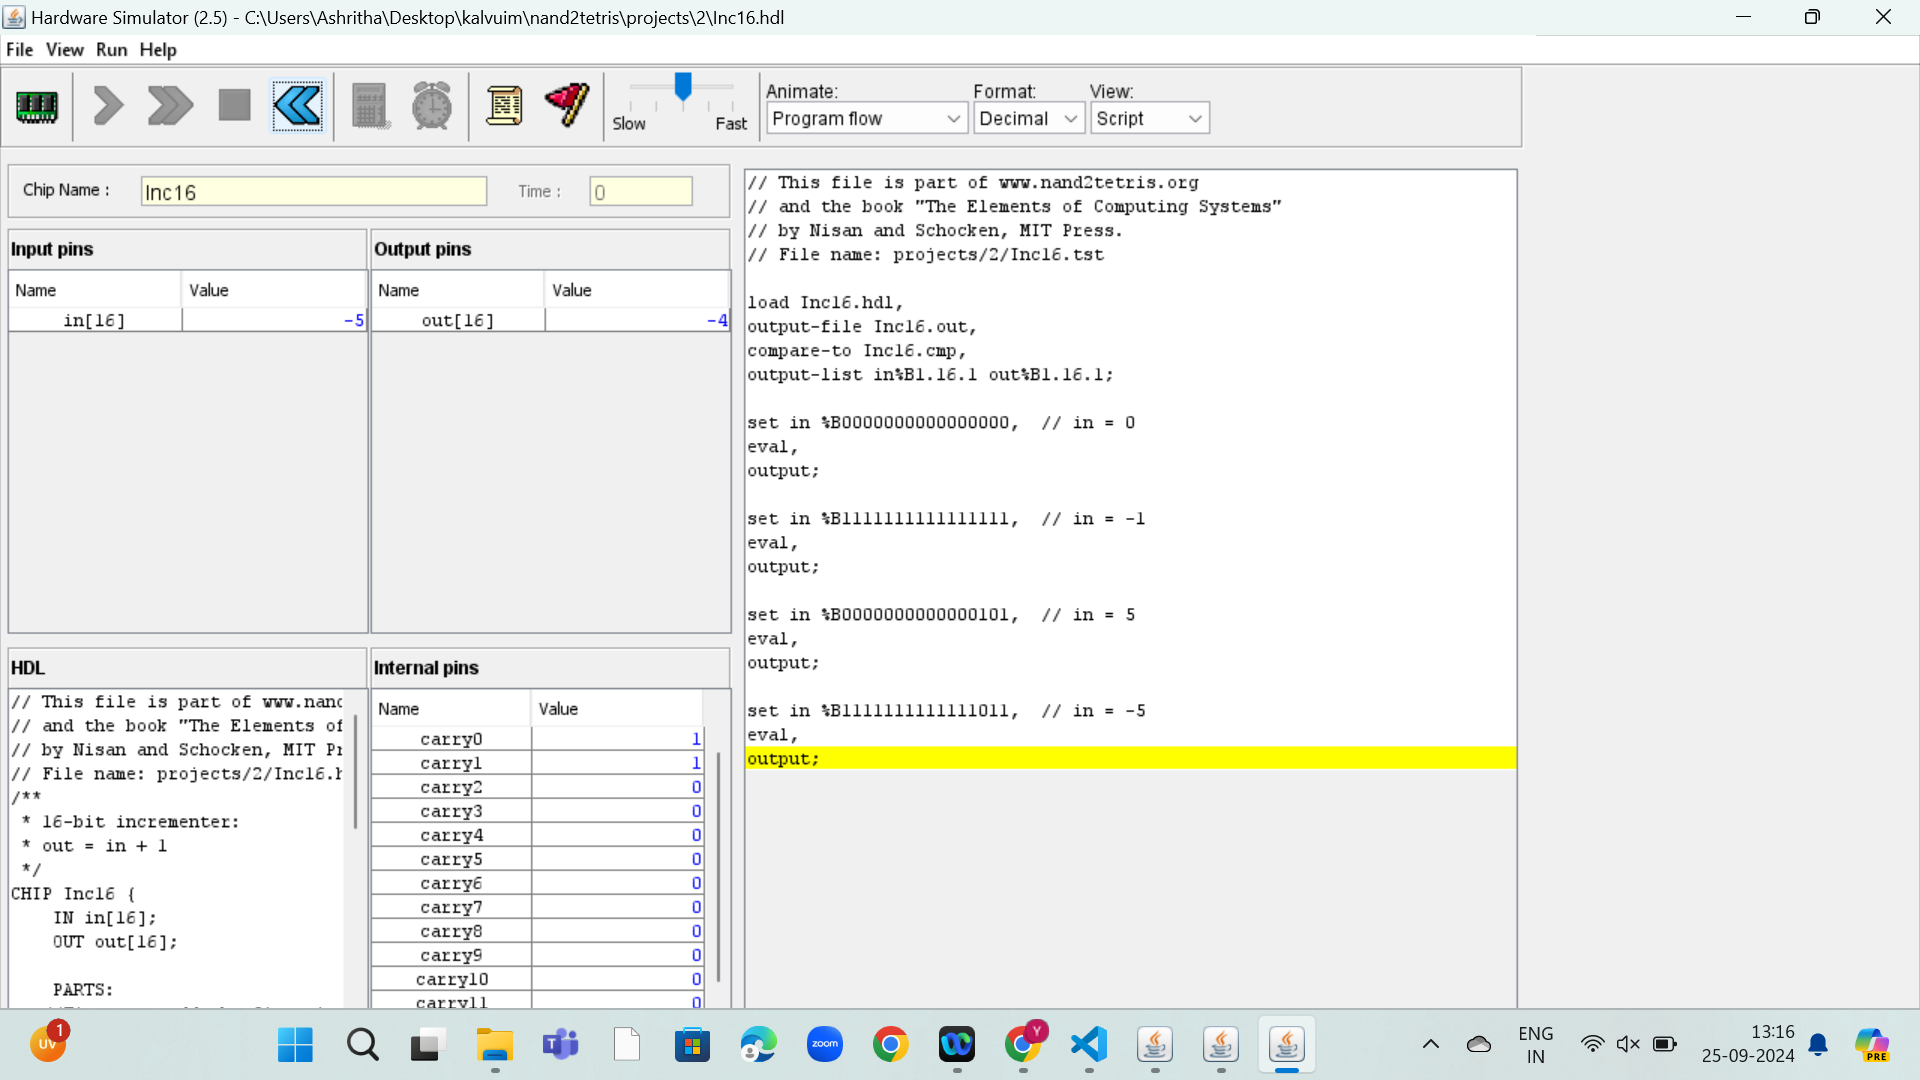 Hardware Simulator (2.5) - C:\Users\Ashritha\Desktop\kalvuim\nand2tetris\projects\2\Inc16.hdl
File View Run Help
Slow Fast
Animate: Format: View:
Program flow Decimal Script
Chip Name : Inc16 Time : 0
Input pins
Name Value
in[16] -5
Output pins
Name Value
out[16] -4
HDL
// This file is part of www.nand
// and the book "The Elements of
// by Nisan and Schocken, MIT Pr
// File name: projects/2/Inc16.h
/**
* 16-bit incrementer:
* out = in + 1
*/
CHIP Inc16 {
IN in[16];
OUT out[16];
PARTS:
Internal pins
Name Value
carry0 1
carry1 1
carry2 0
carry3 0
carry4 0
carry5 0
carry6 0
carry7 0
carry8 0
carry9 0
carry10 0
carry11 0
// This file is part of www.nand2tetris.org
// and the book "The Elements of Computing Systems"
// by Nisan and Schocken, MIT Press.
// File name: projects/2/Inc16.tst
load Inc16.hdl,
output-file Inc16.out,
compare-to Inc16.cmp,
output-list in%B1.16.1 out%B1.16.1;
set in %B0000000000000000, // in = 0
eval,
output;
set in %B1111111111111111, // in = -1
eval,
output;
set in %B0000000000000101, // in = 5
eval,
output;
set in %B1111111111111011, // in = -5
eval,
output;
UV 1
zoom
Y
ENG
IN
13:16
25-09-2024
PRE